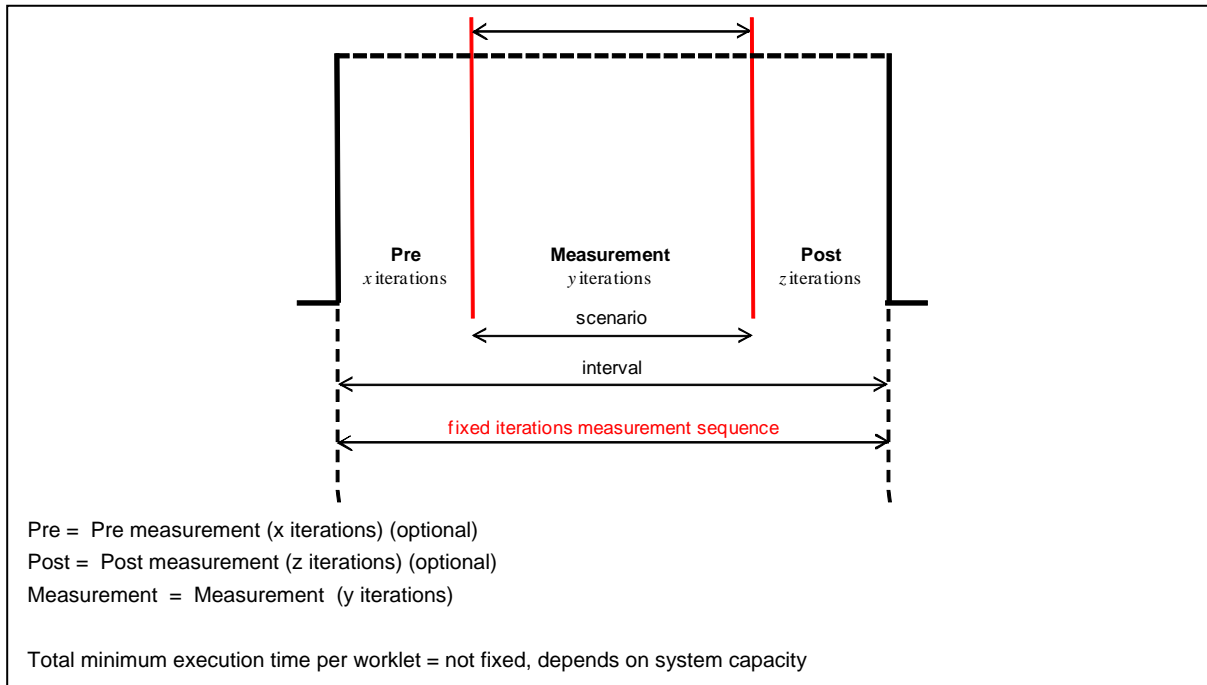 Pre Measurement Post
x iterations y iterations z iterations
scenario
interval
fixed iterations measurement sequence
Pre = Pre measurement (x iterations) (optional)
Post = Post measurement (z iterations) (optional)
Measurement = Measurement (y iterations)
Total minimum execution time per worklet = not fixed, depends on system capacity